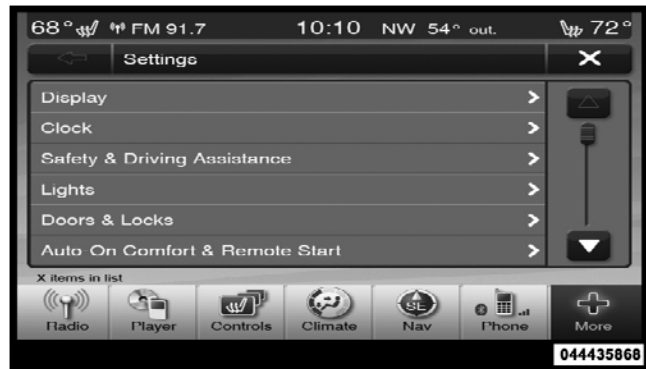 68° FM 91.7 10:10 NW 54° out. 72°
Settings X
Display >
Clock >
Safety & Driving Assistance >
Lights >
Doors & Locks >
Auto On Comfort & Remote Start >
X items in list
Radio Player Controls Climate SE Nav Phone More
044435868